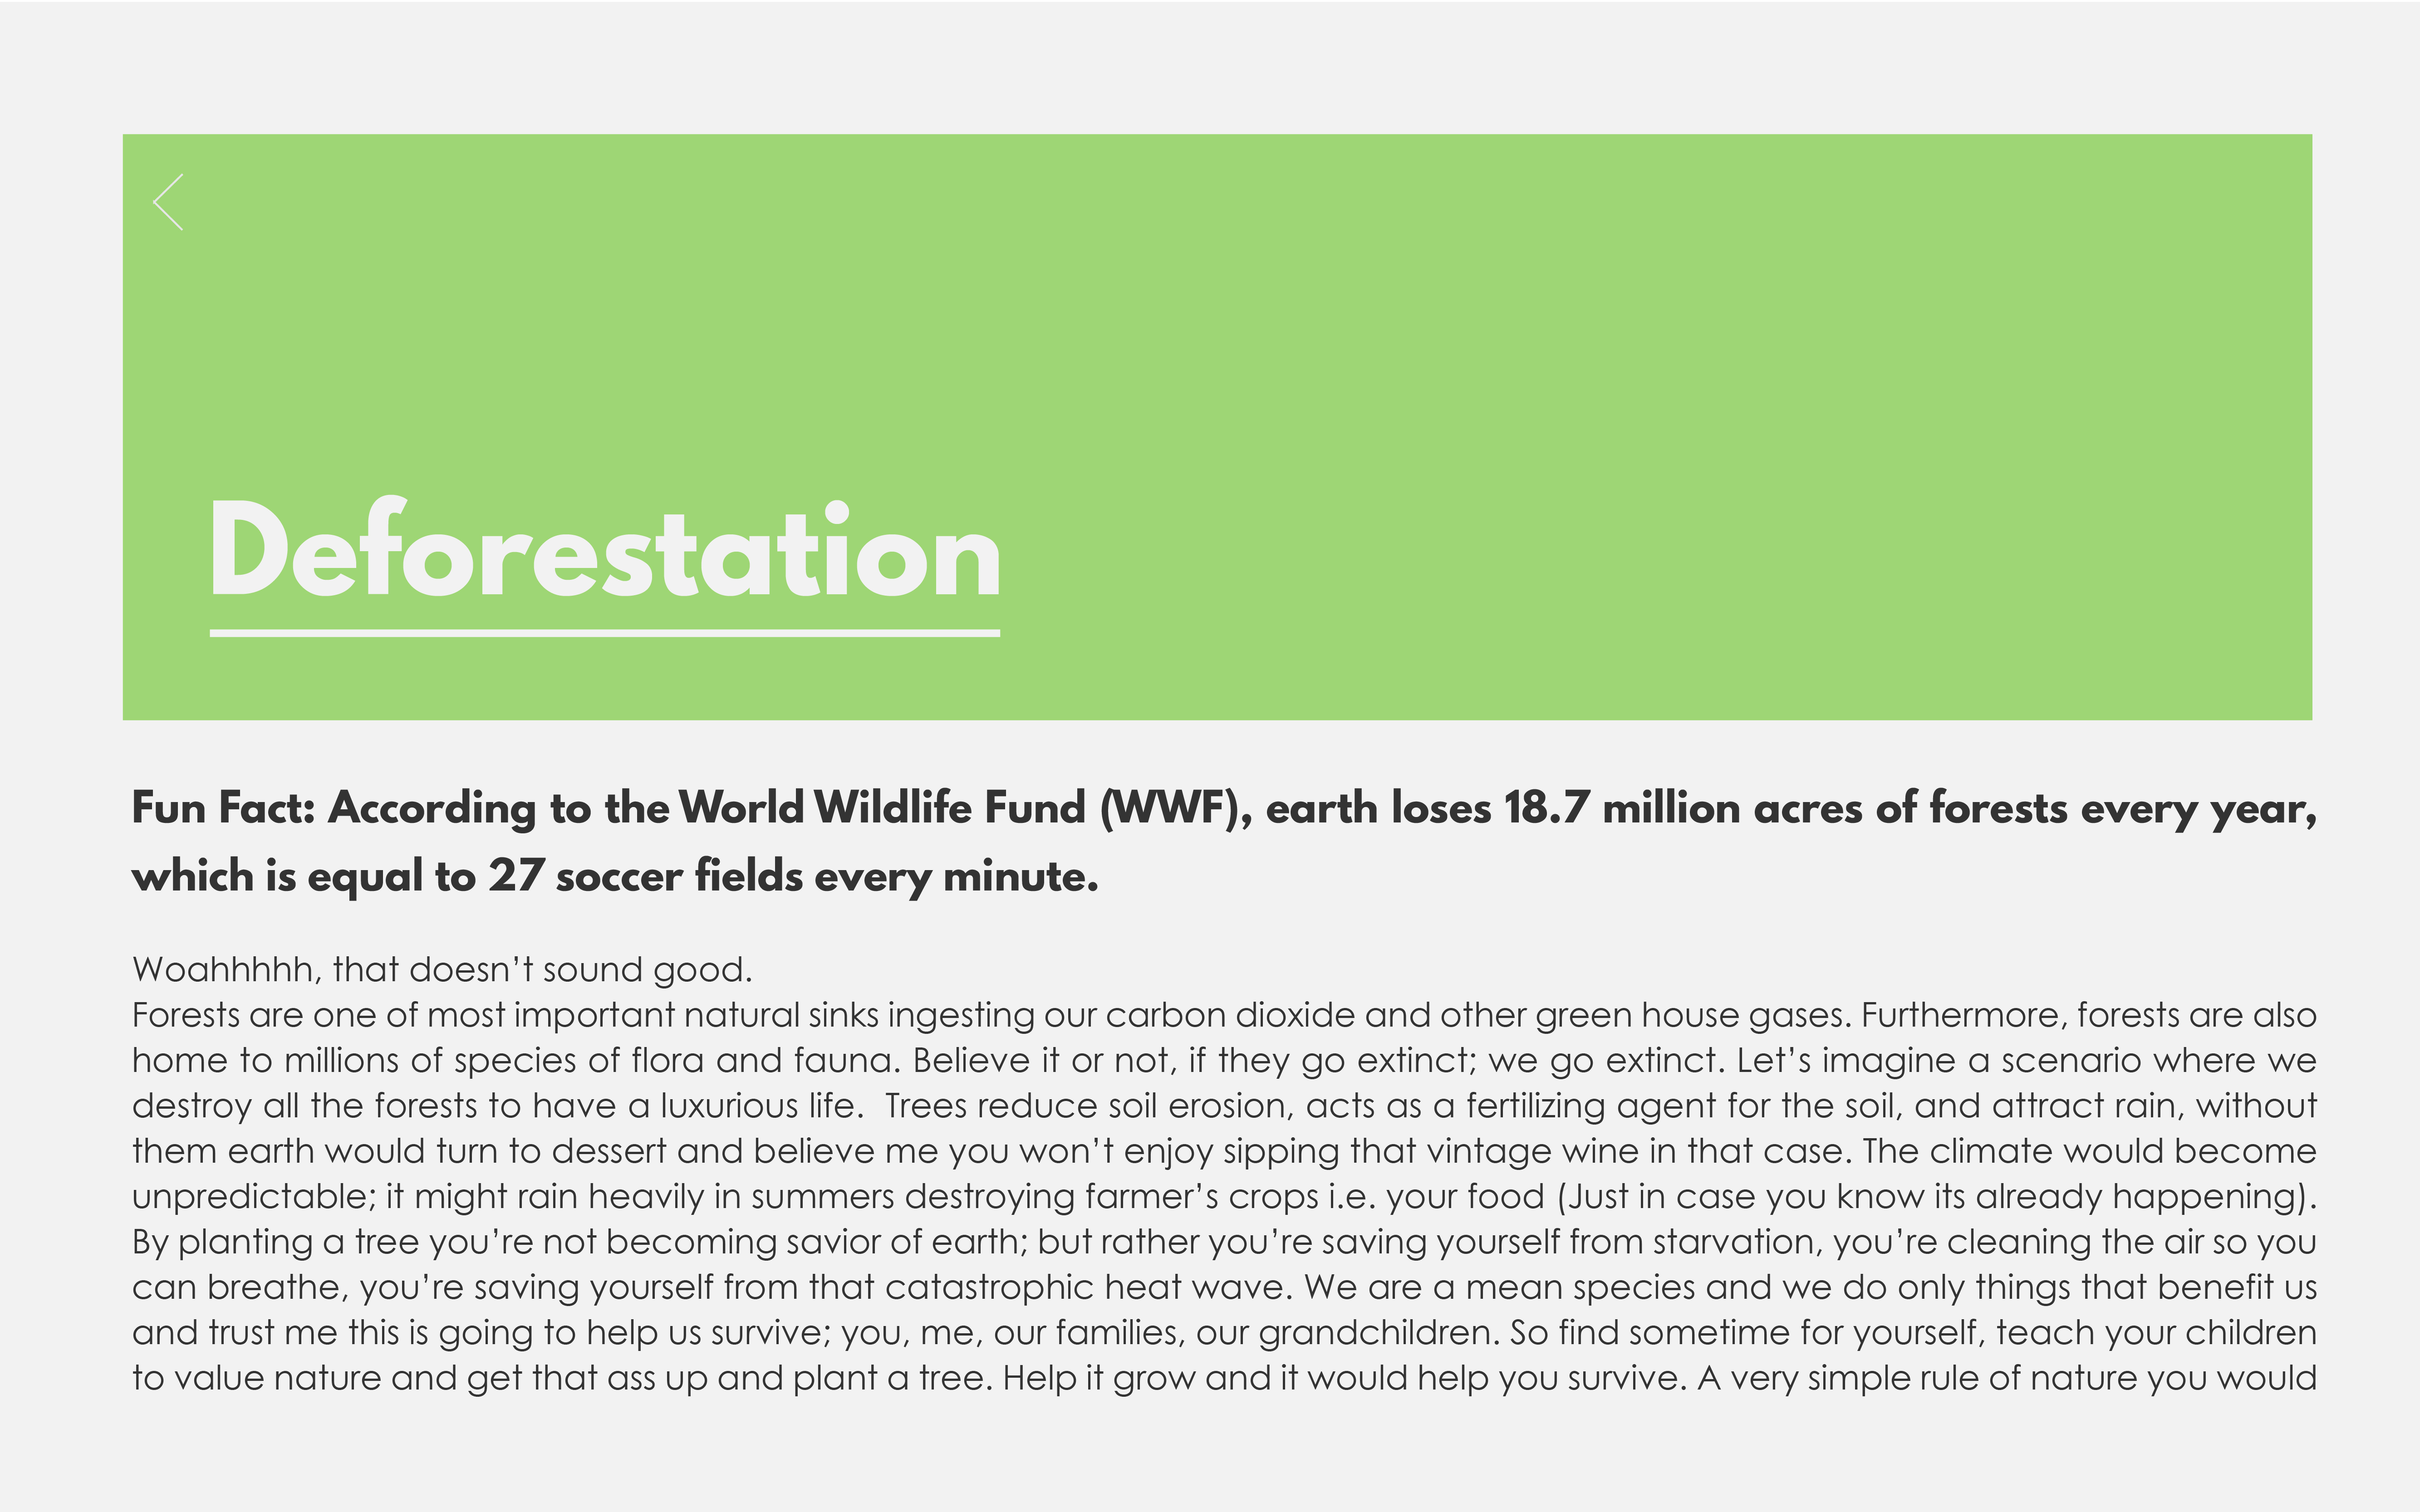 Deforestation
Fun Fact: According to the World Wildlife Fund (WWF), earth loses 18.7 million acres of forests every year,
which is equal to 27 soccer fields every minute.
Woahhhhh, that doesn’t sound good.
Forests are one of most important natural sinks ingesting our carbon dioxide and other green house gases. Furthermore, forests are also
home to millions of species of flora and fauna. Believe it or not, if they go extinct; we go extinct. Let’s imagine a scenario where we
destroy all the forests to have a luxurious life.  Trees reduce soil erosion, acts as a fertilizing agent for the soil, and attract rain, without
them earth would turn to dessert and believe me you won’t enjoy sipping that vintage wine in that case. The climate would become
unpredictable; it might rain heavily in summers destroying farmer’s crops i.e. your food (Just in case you know its already happening).
By planting a tree you’re not becoming savior of earth; but rather you’re saving yourself from starvation, you’re cleaning the air so you
can breathe, you’re saving yourself from that catastrophic heat wave. We are a mean species and we do only things that benefit us
and trust me this is going to help us survive; you, me, our families, our grandchildren. So find sometime for yourself, teach your children
to value nature and get that ass up and plant a tree. Help it grow and it would help you survive. A very simple rule of nature you would